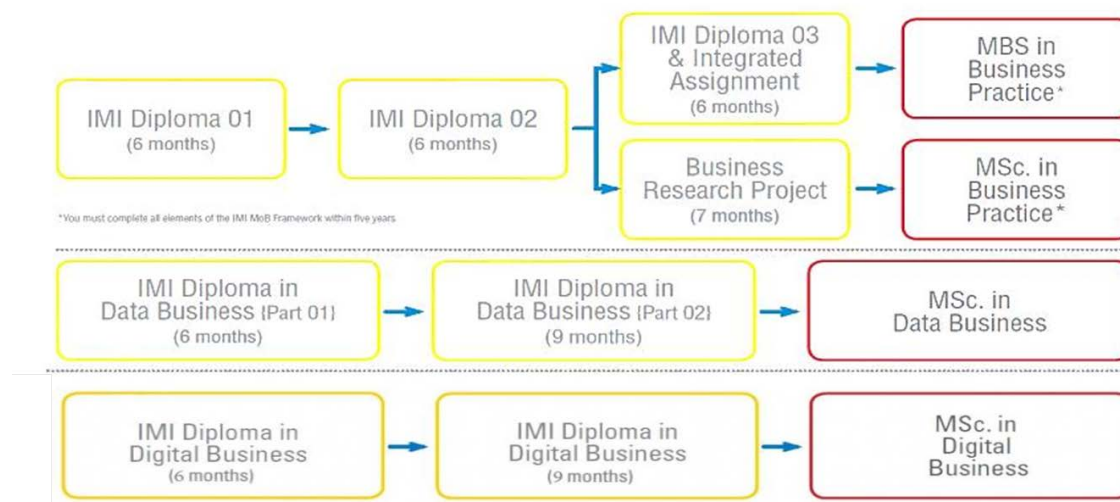 IMI Diploma 01
(6 months)
IMI Diploma 02
(6 months)
IMI Diploma 03
& Integrated
Assignment
(6 months)
MBS in
Business
Practice*
Business
Research Project
(7 months)
MSc. in
Business
Practice*
*You must complete all elements of the IMI MoB Framework within five years
IMI Diploma in
Data Business {Part 01}
(6 months)
IMI Diploma in
Data Business {Part 02}
(9 months)
MSc. in
Data Business
IMI Diploma in
Digital Business
(6 months)
IMI Diploma in
Digital Business
(9 months)
MSc. in
Digital
Business